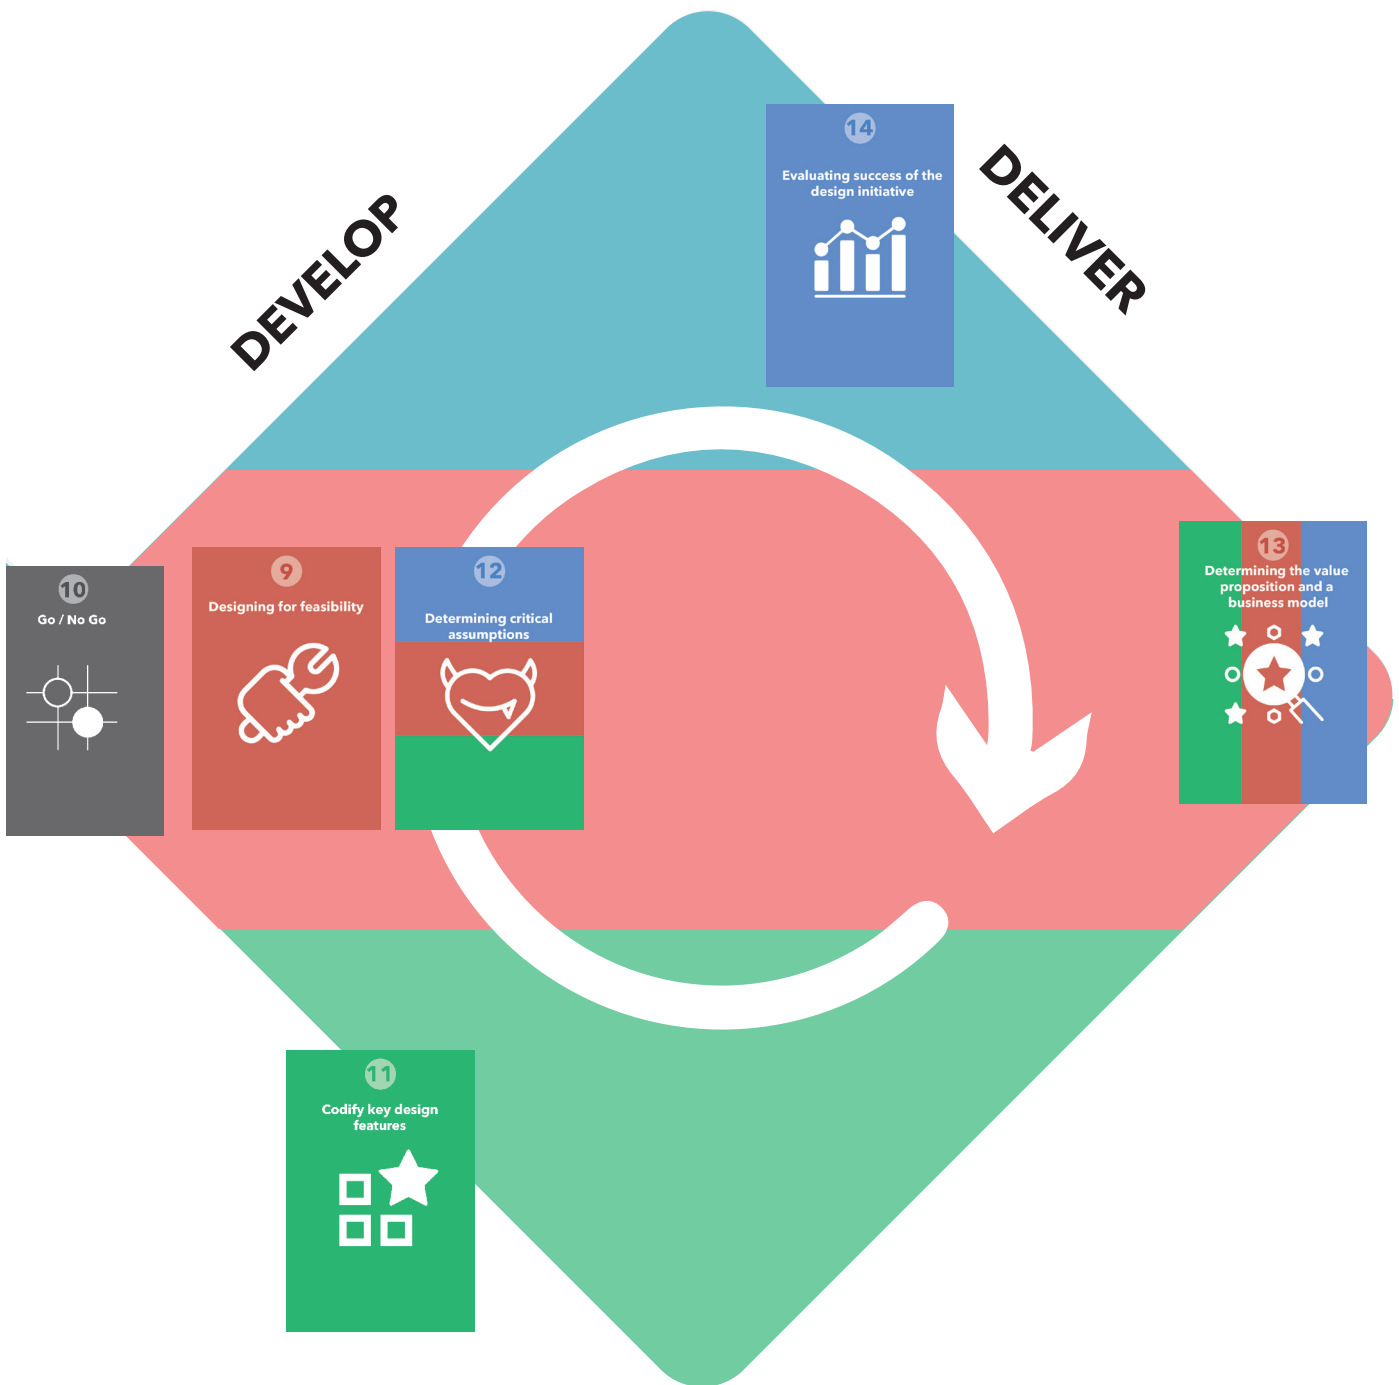 DEVELOP
DELIVER
14
Evaluating success of the
design initiative
10
Go / No Go
9
Designing for feasibility
12
Determining critical
assumptions
13
Determining the value
proposition and a
business model
11
Codify key design
features